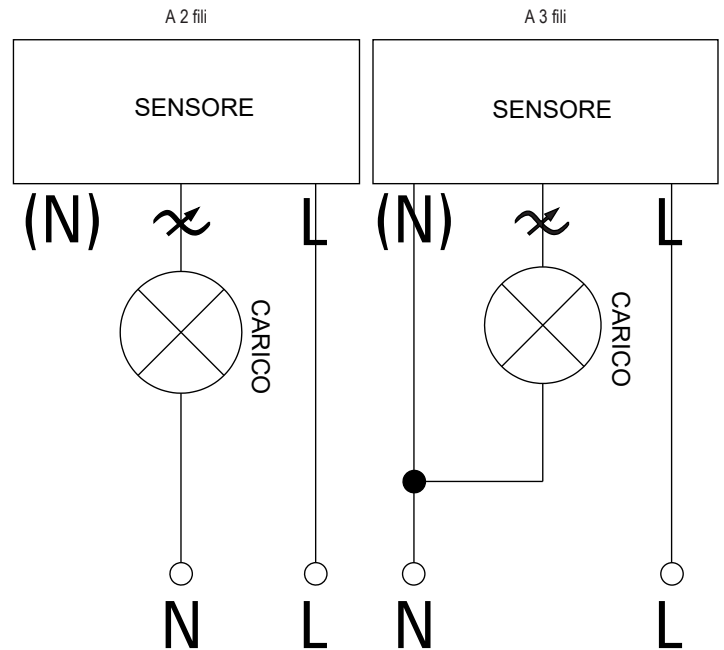 A 2 fili
A 3 fili
SENSORE
SENSORE
(N)
L
(N)
L
CARICO
CARICO
N
L
N
L